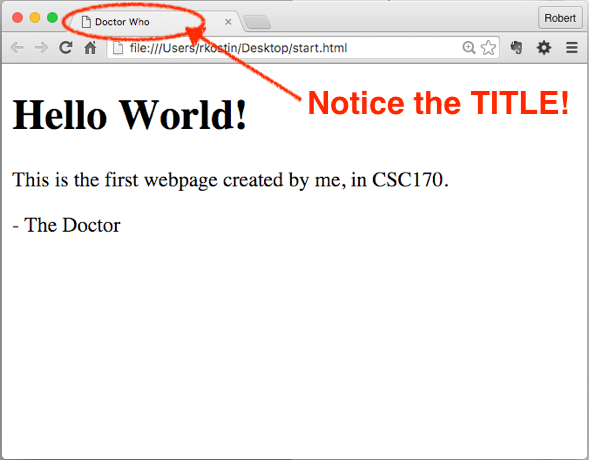 Doctor Who
Robert
file:///Users/rkostin/Desktop/start.html
Notice the TITLE!
Hello World!
This is the first webpage created by me, in CSC170.
- The Doctor